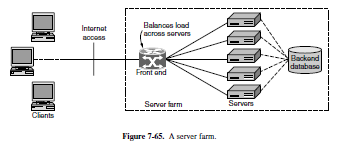 Internet
access
Balances load
across servers
Front end
Backend
database
Server farm
Servers
Clients
Figure 7-65. A server farm.